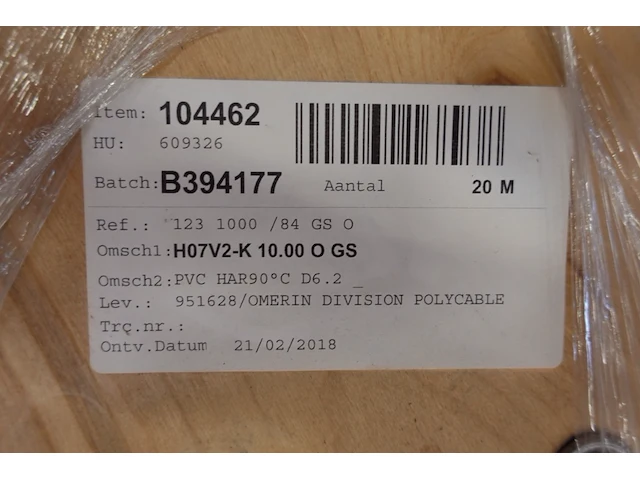 Item: 104462
HU: 609326
Batch: B394177 Aantal 20 M
Ref.: 123 1000 /84 GS O
Omsch1: H07V2-K 10.00 O GS
Omsch2: PVC HAR90°C D6.2 _
Lev.: 951628/OMERIN DIVISION POLYCABLE
Trç.nr.:
Ontv.Datum 21/02/2018